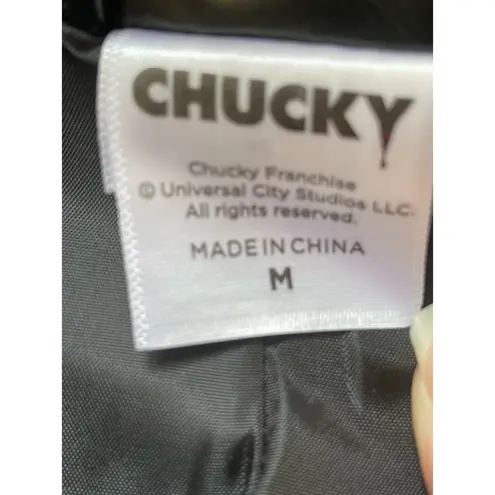 CHUCKY
Chucky Franchise
© Universal City Studios LLC.
All rights reserved.
MADE IN CHINA
M